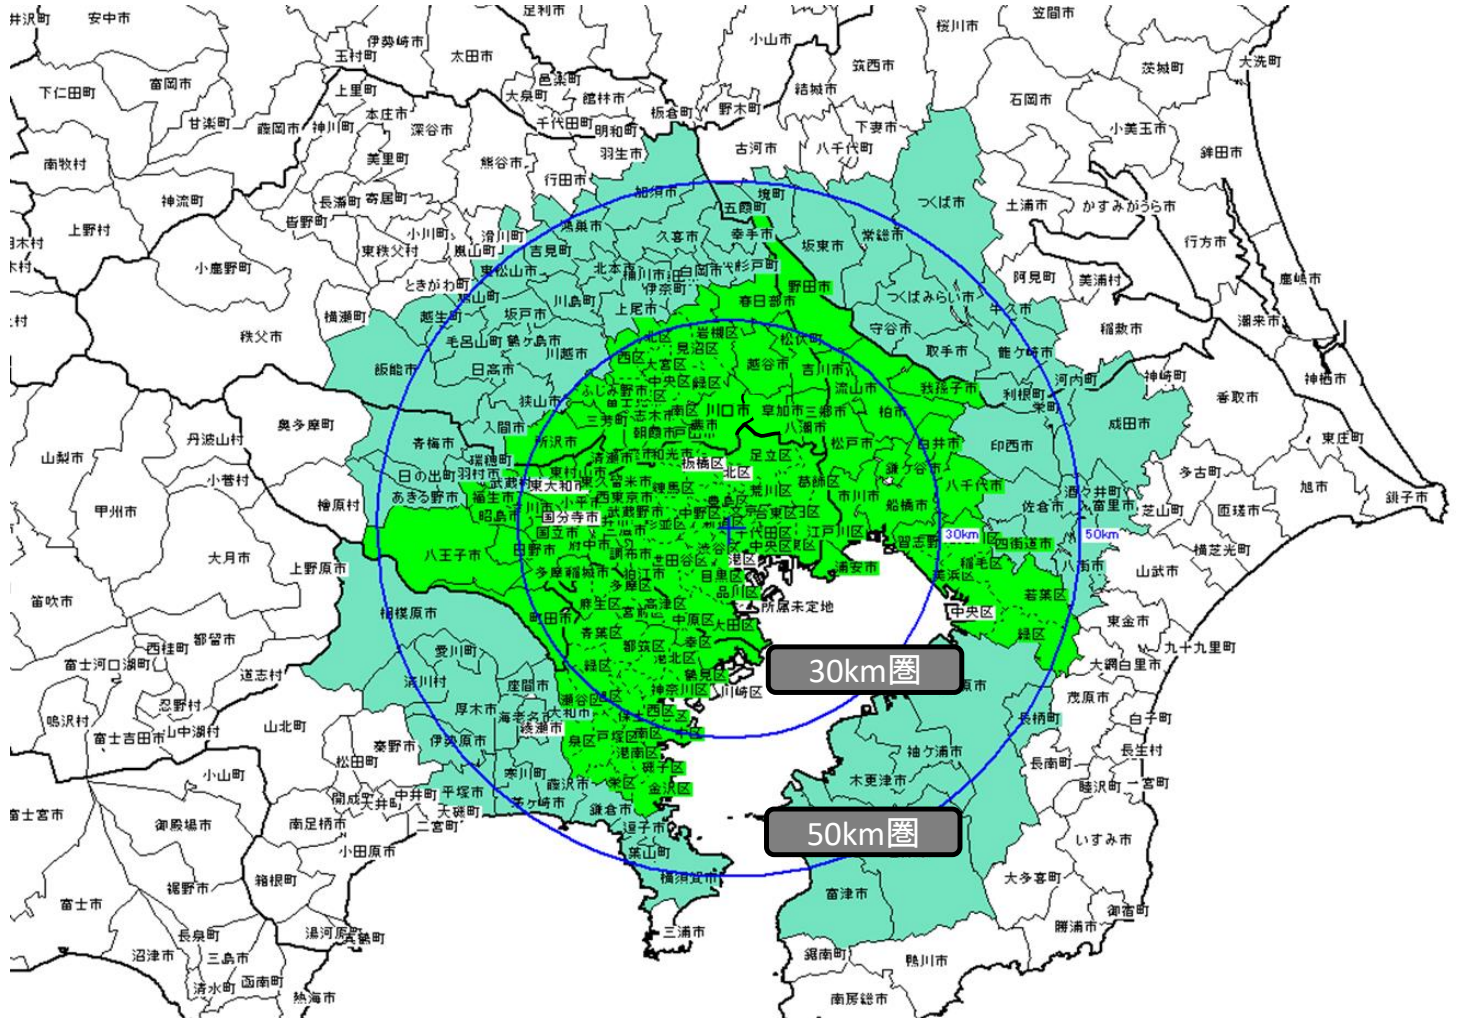 井沢町
安中市
足利市
小山市
桜川市
笠間市
伊勢崎市
玉村町
太田市
筑西市
茨城町
大洗町
下仁田町
富岡市
上里町
邑楽町
大泉町
館林市
板倉町
野木町
結城市
石岡市
甘楽町
藤岡市
神川町
本庄市
深谷市
千代田町
明和町
下妻市
小美玉市
南牧村
美里町
熊谷市
羽生市
古河市
八千代町
鉾田市
行田市
神流町
長瀞町
寄居町
加須市
境町
五霞町
つくば市
土浦市
かすみがうら市
上野村
皆野町
小川町
滑川町
鴻巣市
久喜市
幸手市
坂東市
常総市
行方市
東秩父村
嵐山町
吉見町
小鹿野町
東松山市
北本市
桶川市
白岡市
杉戸町
阿見町
美浦村
鹿嶋市
ときがわ町
鳩山町
川島町
伊奈町
春日部市
野田市
つくばみらい市
牛久市
横瀬町
越生町
坂戸市
上尾市
潮来市
秩父市
毛呂山町
鶴ヶ島市
北区
岩槻区
松伏町
守谷市
稲敷市
川越市
西区
見沼区
取手市
龍ケ崎市
飯能市
日高市
大宮区
越谷市
吉川市
河内町
神崎町
神栖市
中央区
緑区
ふじみ野市
流山市
我孫子市
利根町
栄町
香取市
狭山市
三芳町
志木市
南区
川口市
草加市
三郷市
柏市
奥多摩町
入間市
朝霞市
戸田市
蕨市
八潮市
成田市
丹波山村
青梅市
所沢市
松戸市
白井市
印西市
東庄町
山梨市
瑞穂町
清瀬市
和光市
板橋区
北区
足立区
鎌ケ谷市
多古町
小菅村
日の出町
羽村市
東村山市
東久留米市
練馬区
荒川区
葛飾区
八千代市
酒々井町
旭市
銚子市
あきる野市
福生市
武蔵村
東大和市
小平市
西東京市
豊島区
市川市
船橋市
佐倉市
富里市
芝山町
匝瑳市
甲州市
檜原村
昭島市
立川市
国分寺市
武蔵野市
中野区
文京区
台東区
国立市
三鷹市
杉並区
千代田区
江戸川区
習志野
30km
四街道市
50km
横芝光町
大月市
八王子市
日野市
府中市
調布市
渋谷区
中央区
上野原市
世田谷区
港区
浦安市
稲毛区
八街市
山武市
多摩
稲城市
狛江市
目黒区
美浜区
笛吹市
多摩区
品川区
若葉区
相模原市
町田市
麻生区
宮前区
高津区
中原区
大田区
所属未定地
中央区
東金市
都留市
青葉区
緑区
西桂町
愛川町
都筑区
幸区
九十九里町
富士河口湖町
道志村
緑区
港北区
30km圏
大網白里市
清川村
座間市
鶴見区
川崎区
茂原市
忍野村
瀬谷区
神奈川区
鳴沢村
厚木市
海老名市
大和市
西区
長柄町
白子町
富士吉田市
山中湖村
山北町
綾瀬市
秦野市
伊勢原市
泉区
戸塚区
南区
中区
袖ケ浦市
長生村
松田町
港南区
長南町
小山町
寒川町
磯子区
木更津市
睦沢町
一宮町
富士宮市
開成町
大井町
中井町
平塚市
藤沢市
栄区
金沢区
茅ヶ崎市
鎌倉市
御殿場市
南足柄市
大磯町
二宮町
逗子市
50km圏
いすみ市
小田原市
葉山町
裾野市
箱根町
横須賀市
富津市
大多喜町
富士市
御宿町
長泉町
湯河原町
真鶴町
三浦市
勝浦市
沼津市
三島市
鋸南町
鴨川市
清水町
函南町
熱海市
南房総市